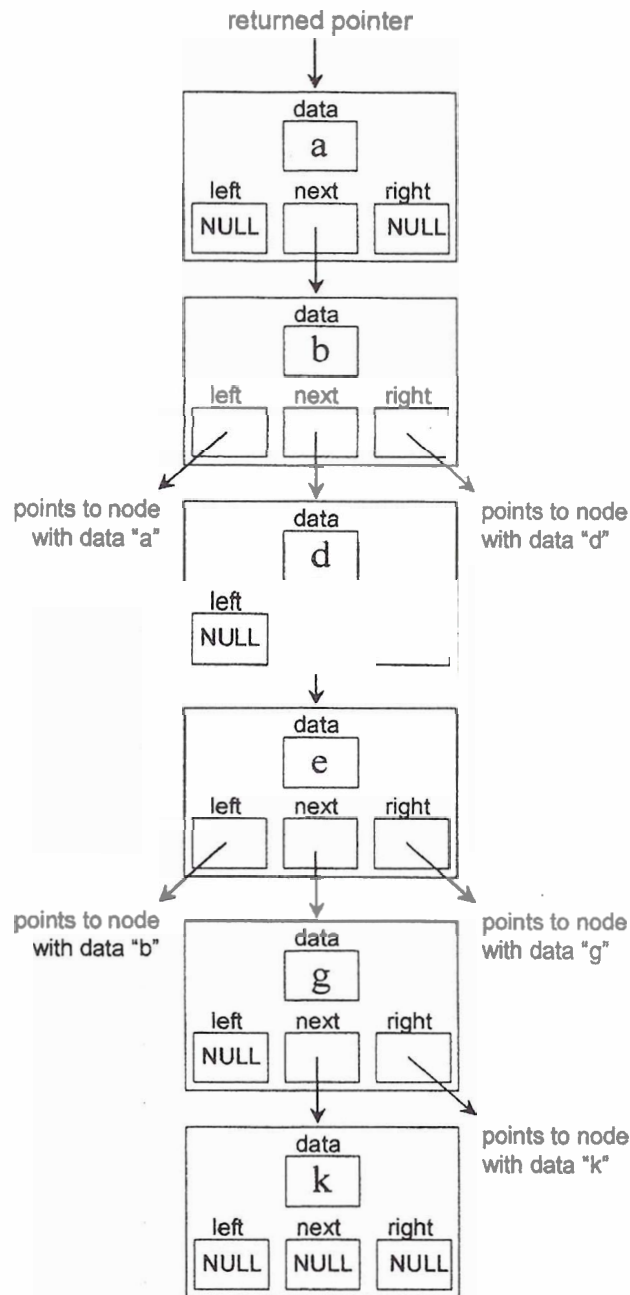 returned pointer
data
a
left next right
NULL NULL
data
b
left next right
points to node
with data "a"
points to node
with data "d"
data
d
left
NULL
data
e
left next right
points to node
with data "b"
points to node
with data "g"
data
g
left next right
NULL
points to node
with data "k"
data
k
left next right
NULL NULL NULL